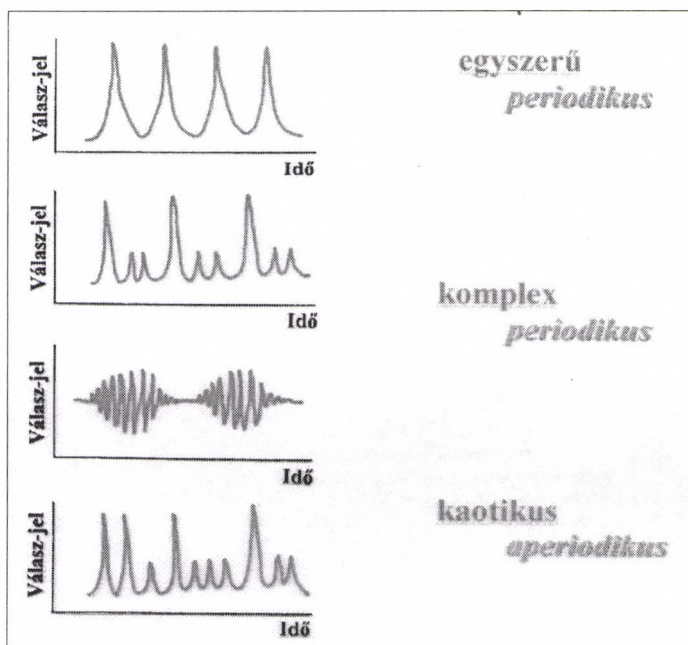 Válasz-jel
egyszerű
periodikus
Idő
Válasz-jel
Idő
komplex
periodikus
Válasz-jel
Idő
Válasz-jel
kaotikus
aperiodikus
Idő